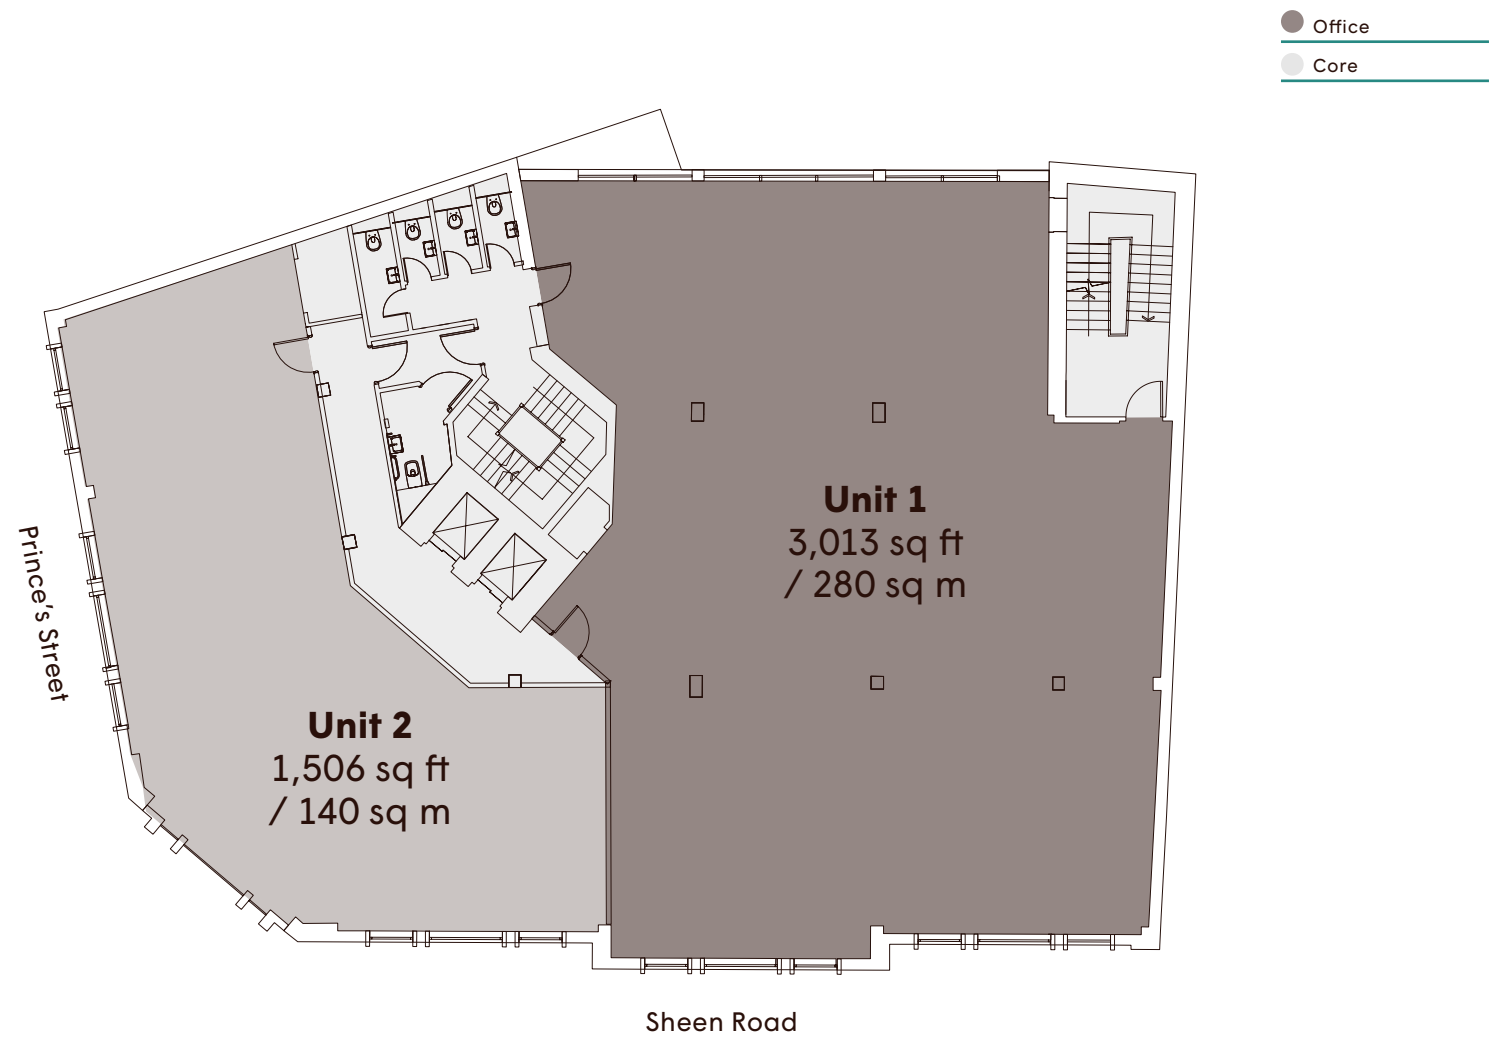 Office
Core
Unit 1
3,013 sq ft
/ 280 sq m
Prince’s Street
Unit 2
1,506 sq ft
/ 140 sq m
Sheen Road